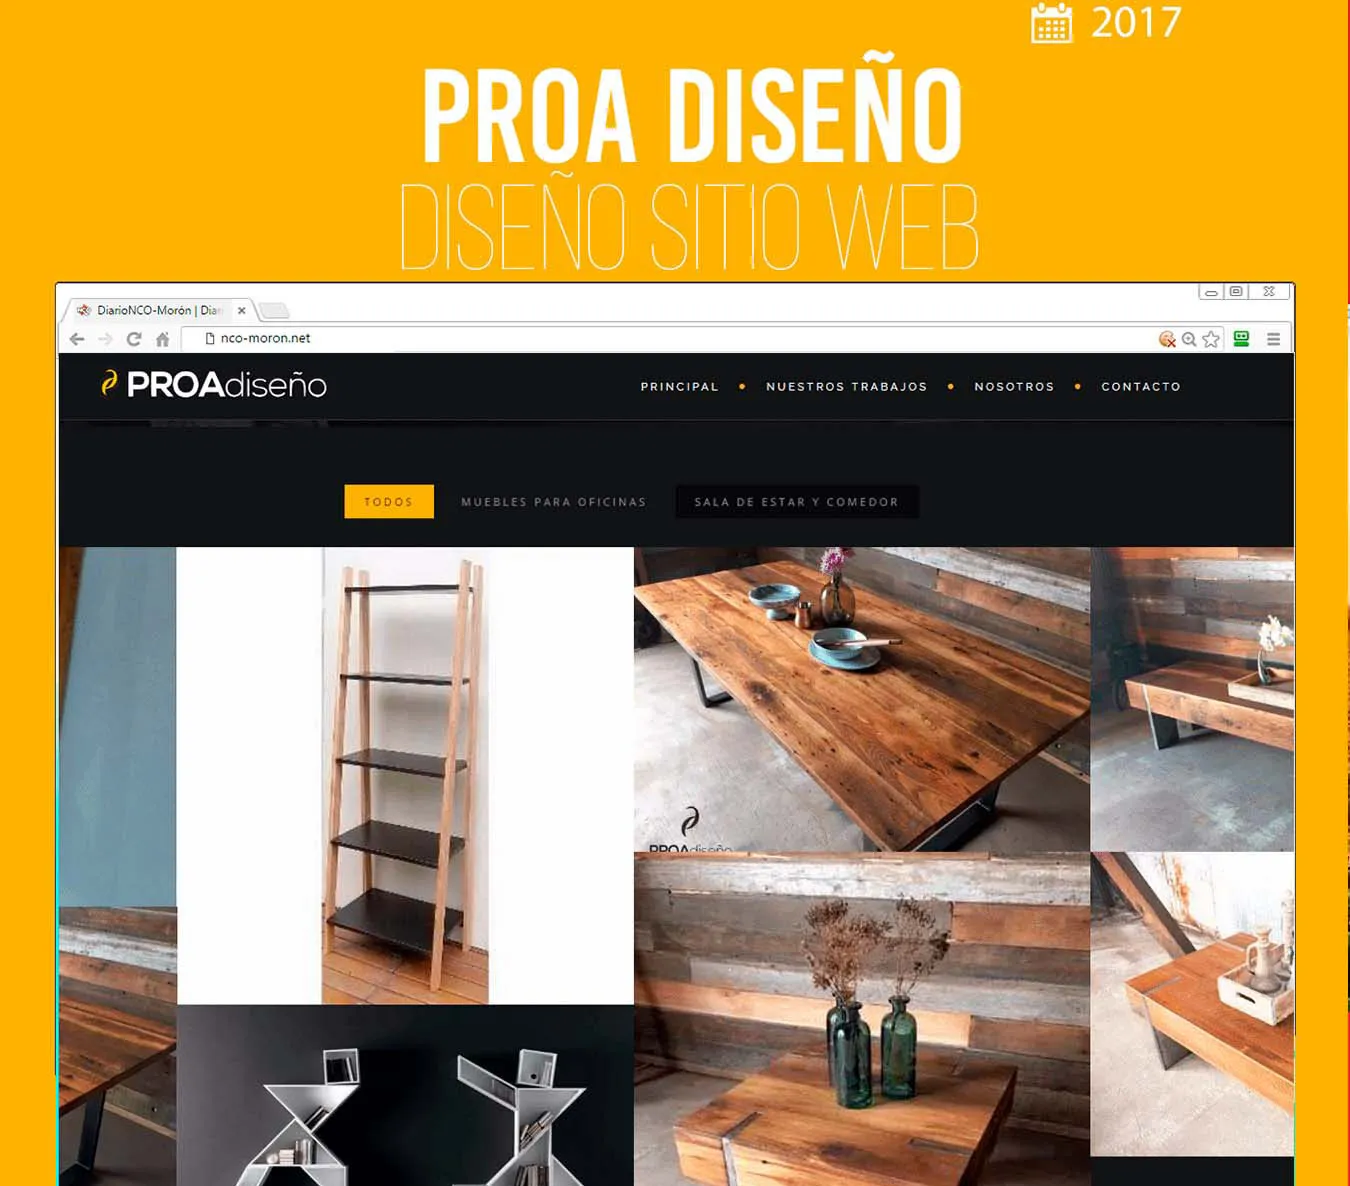 2017
PROA DISEÑO
DISEÑO SITIO WEB
DiarioNCO-Morón | Diar
nco-moron.net
PROAdiseño
PRINCIPAL • NUESTROS TRABAJOS • NOSOTROS • CONTACTO
TODOS MUEBLES PARA OFICINAS SALA DE ESTAR Y COMEDOR
PROAdiseño